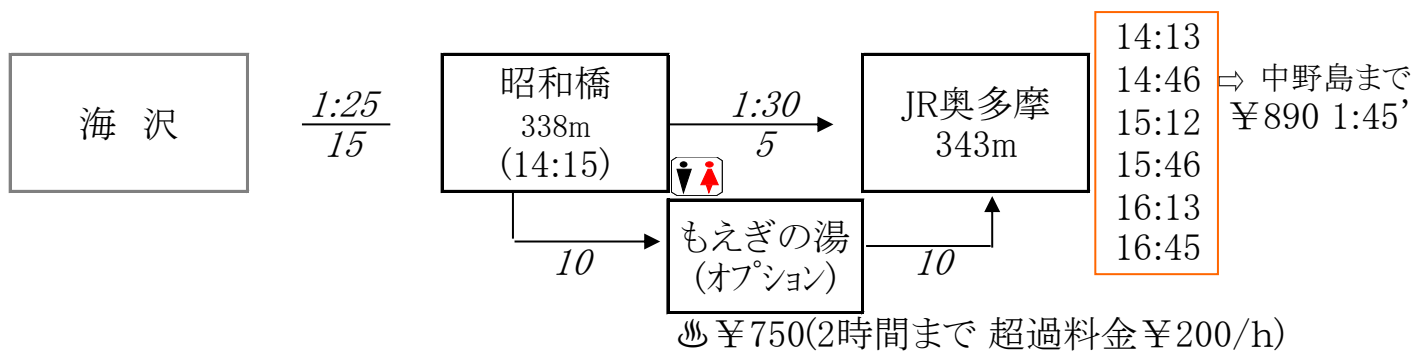 海 沢
1:25
15
昭和橋
338m
(14:15)
1:30
5
JR奥多摩
343m
14:13
14:46
15:12
15:46
16:13
16:45
⇨ 中野島まで
￥890 1:45’
10
もえぎの湯
(ｵﾌﾟｼｮﾝ)
10
♨￥750(2時間まで 超過料金￥200/h)